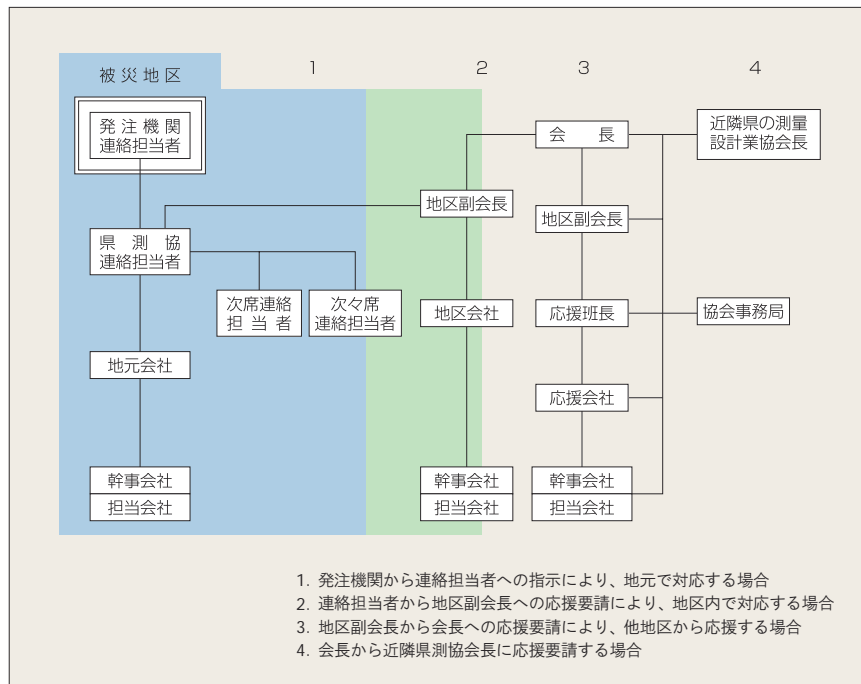 被災地区
1
2
3
4
発注機関
連絡担当者
会長
近隣県の測量
設計業協会長
地区副会長
地区副会長
県測協
連絡担当者
次席連絡
担当者
次々席
連絡担当者
地区会社
応援班長
協会事務局
地元会社
応援会社
幹事会社
担当会社
幹事会社
担当会社
幹事会社
担当会社
1. 発注機関から連絡担当者への指示により、地元で対応する場合
2. 連絡担当者から地区副会長への応援要請により、地区内で対応する場合
3. 地区副会長から会長への応援要請により、他地区から応援する場合
4. 会長から近隣県測協会長に応援要請する場合